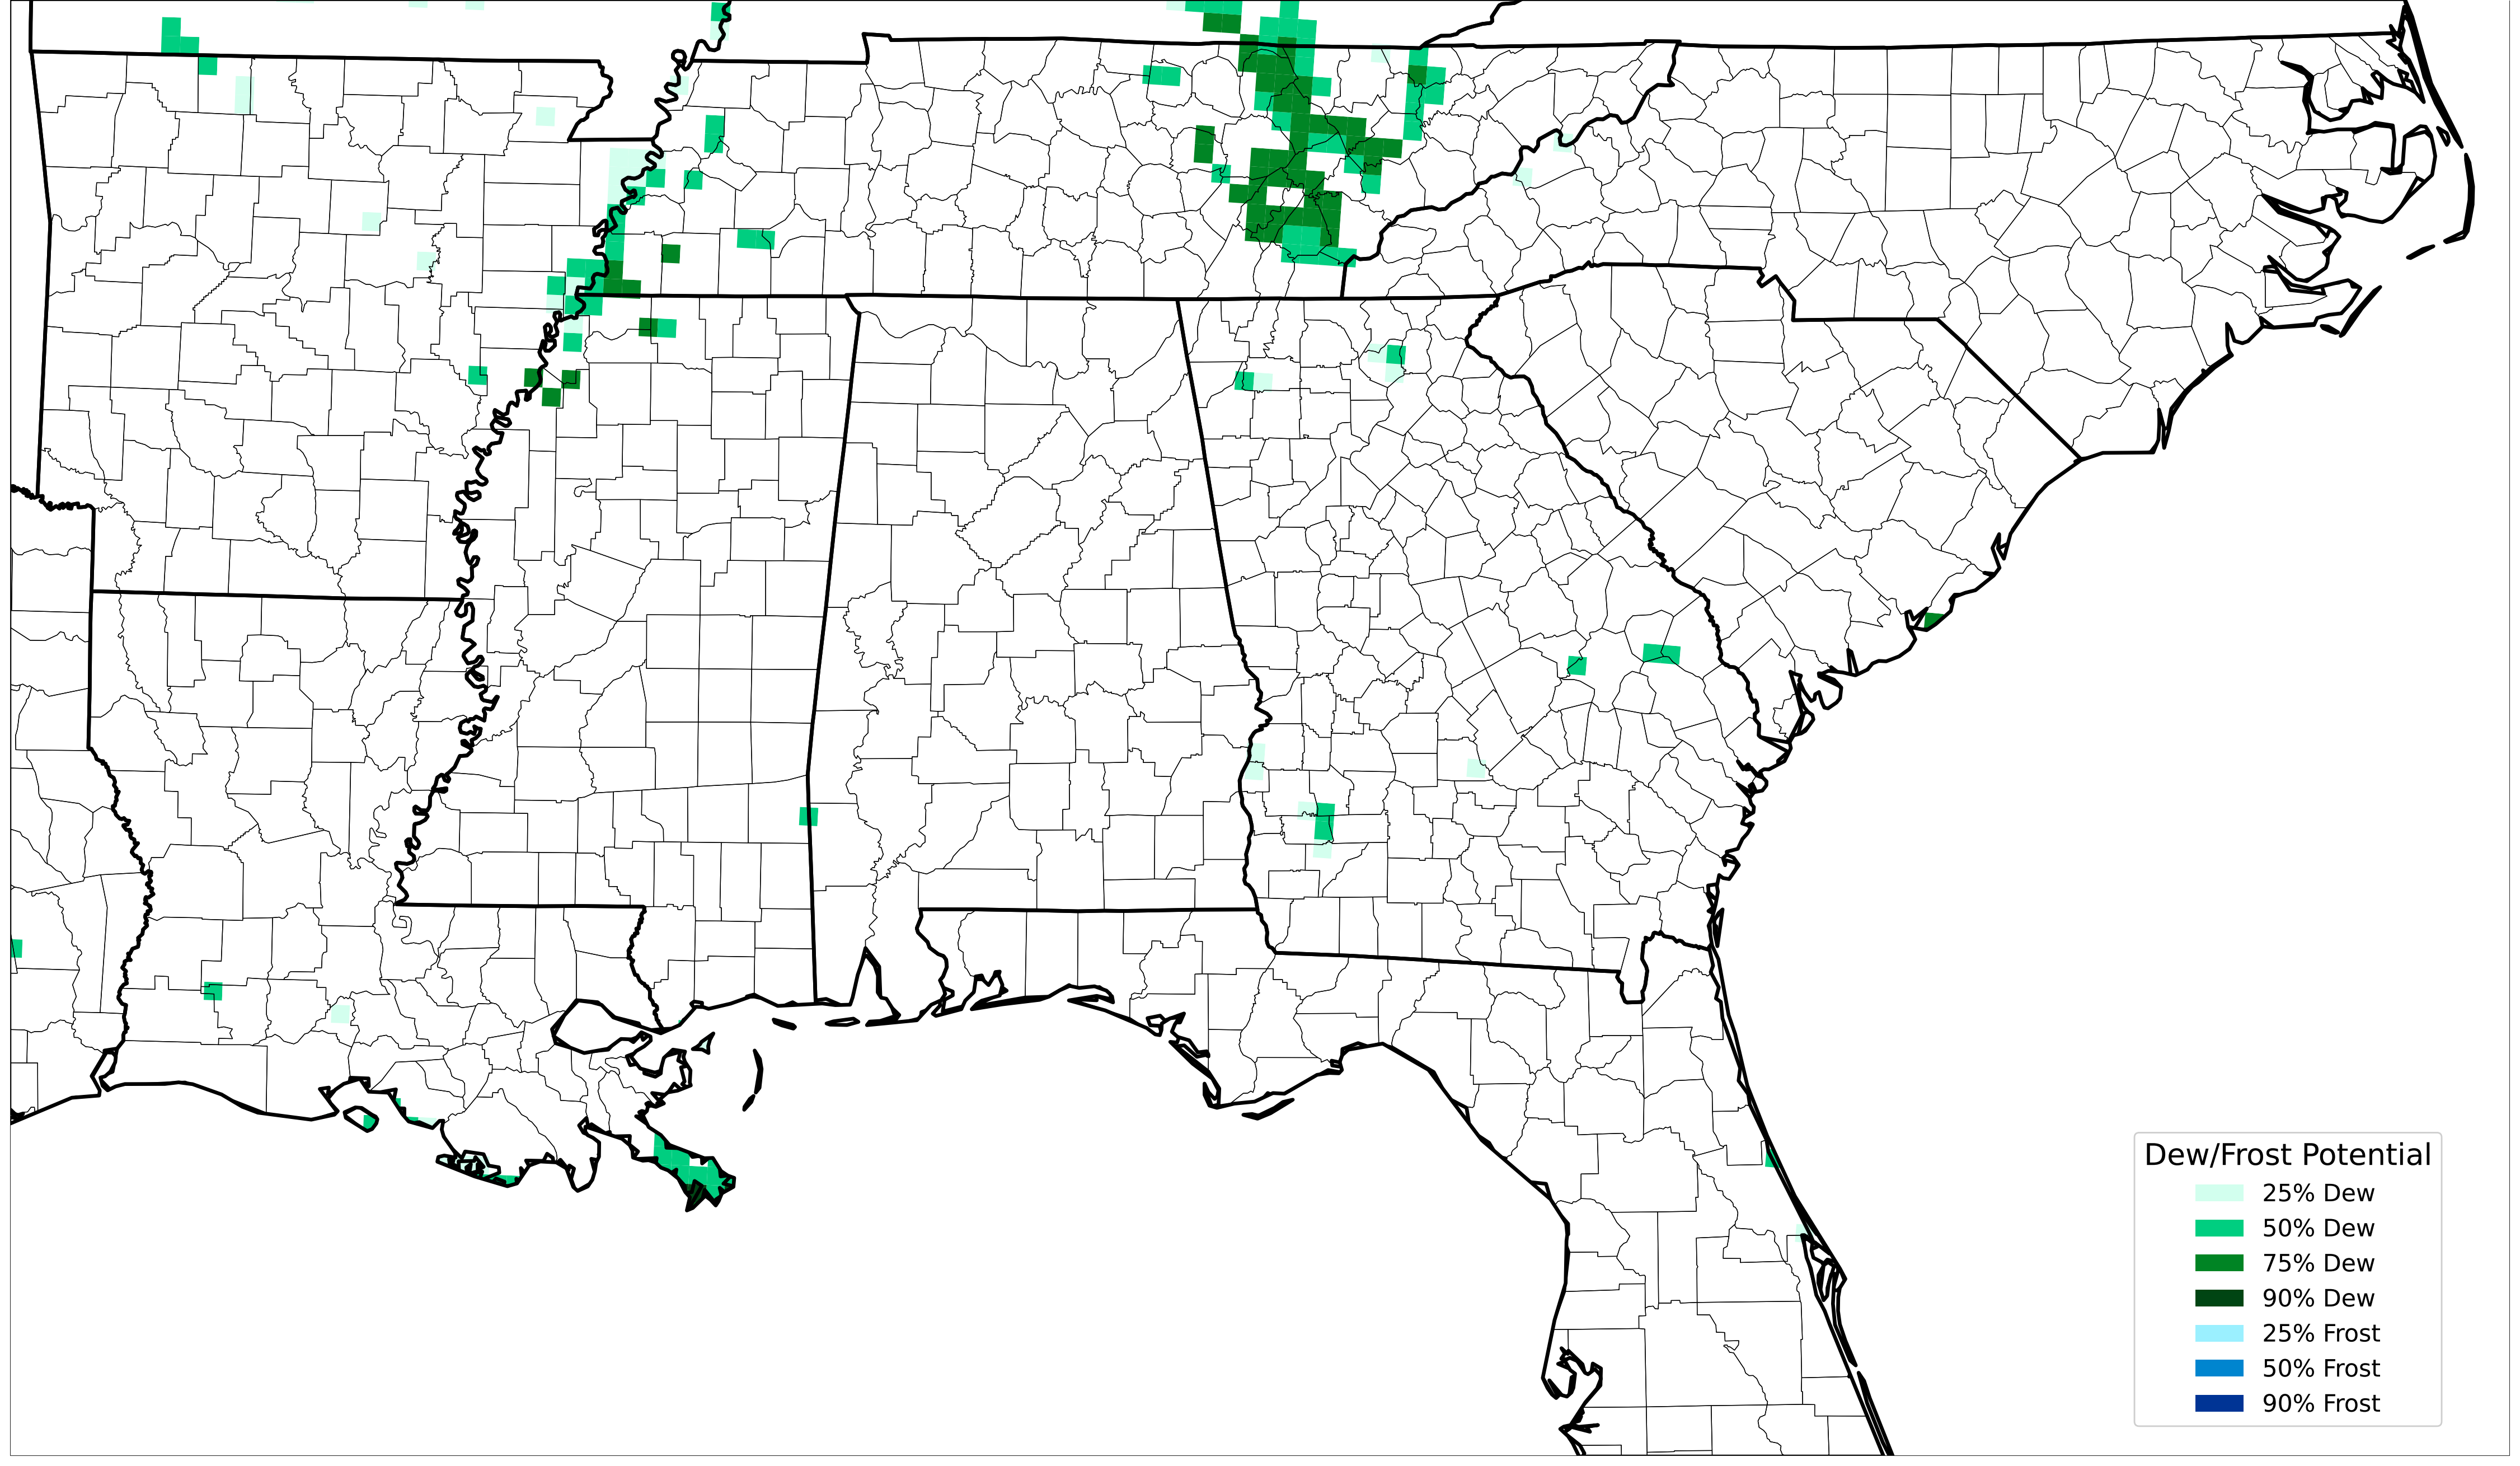 Dew/Frost Potential
25% Dew
50% Dew
75% Dew
90% Dew
25% Frost
50% Frost
90% Frost